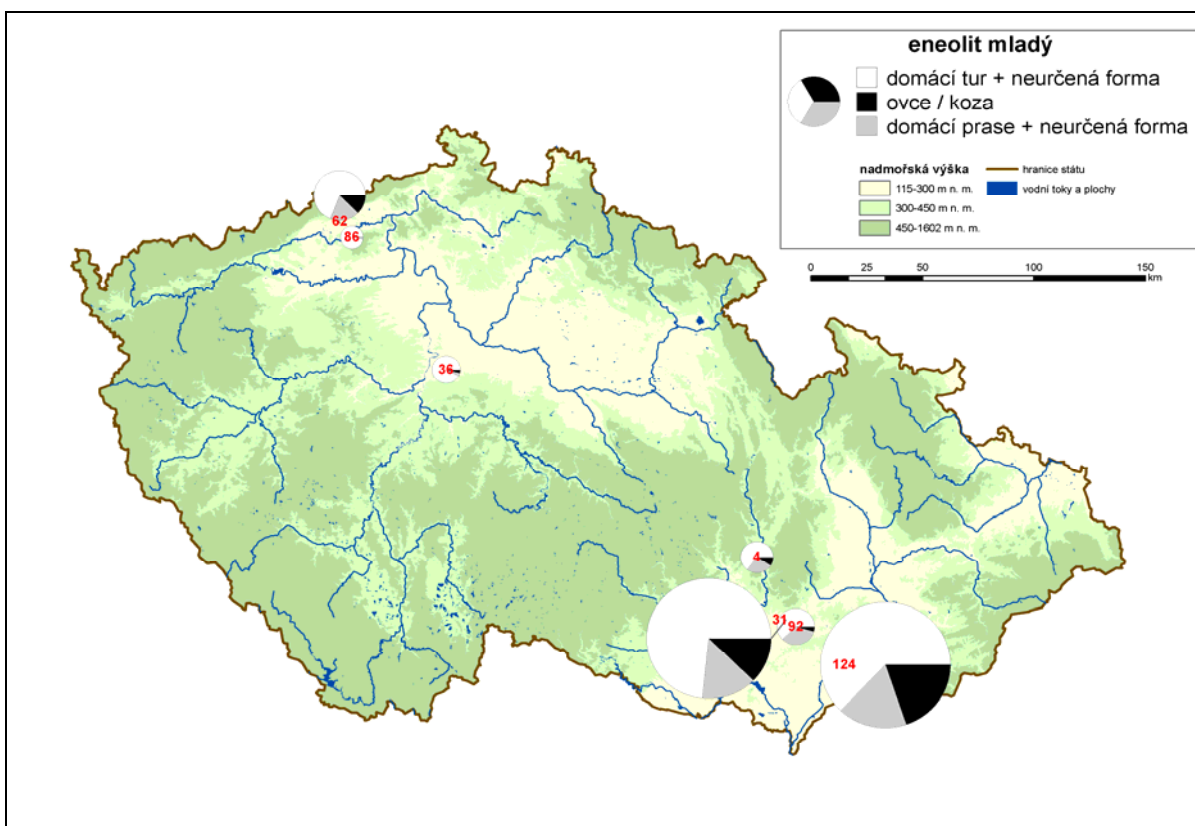 eneolit mladý
domácí tur + neurčená forma
ovce / koza
domácí prase + neurčená forma
nadmořská výška
hranice státu
115-300 m n. m.
vodní toky a plochy
300-450 m n. m.
450-1602 m n. m.
0 25 50 100 150
km
62
86
36
4
31
92
124